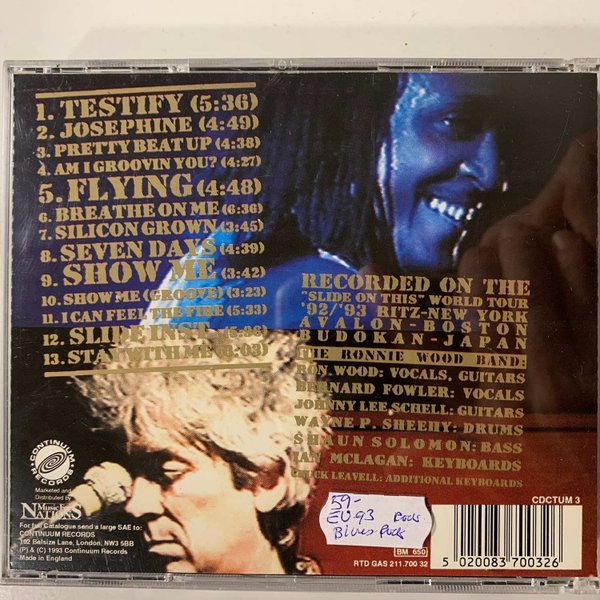 1. TESTIFY (5:36)
2. JOSEPHINE (4:49)
3. PRETTY BEAT UP (4:38)
4. AM I GROOVIN YOU? (4:27)
5. FLYING (4:48)
6. BREATHE ON ME (6:36)
7. SILICON GROWN (3:45)
8. SEVEN DAYS (4:39)
9. SHOW ME (3:42)
10. SHOW ME (GROOVE) (3:23)
11. I CAN FEEL THE FIRE (5:33)
12. SLIDE INST.
13. STAY WITH ME
RECORDED ON THE
"SLIDE ON THIS" WORLD TOUR
'92/'93 RITZ-NEW YORK
AVALON-BOSTON
BUDOKAN-JAPAN
THE RONNIE WOOD BAND:
RON WOOD: VOCALS, GUITARS
BERNARD FOWLER: VOCALS
JOHNNY LEE SCHELL: GUITARS
WAYNE P. SHEEHY: DRUMS
SHAUN SOLOMON: BASS
IAN MCLAGAN: KEYBOARDS
CHUCK LEAVELL: ADDITIONAL KEYBOARDS
CONTINUUM
RECORDS
Marketed and
Distributed by
Music For
NATIONS
For full Catalogue send a large SAE to:
CONTINUUM RECORDS
102 Belsize Lane, London, NW3 5BB
(P) & (C) 1993 Continuum Records
Made in England
59-
EU-93
Rock
Blues Rock
BM 650
RTD GAS 211.700 32
CDCTUM 3
5 020083 700326